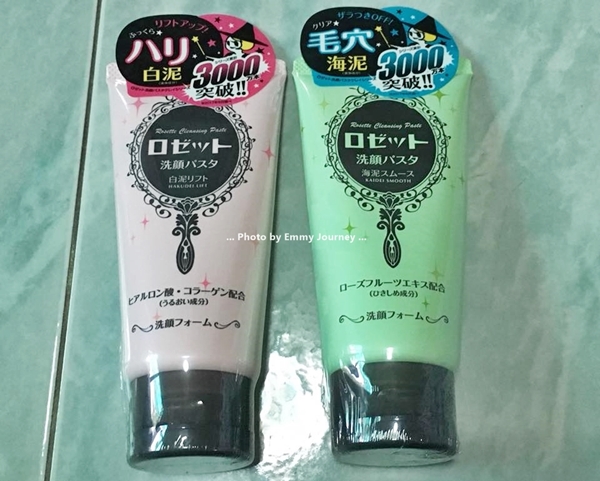 リフトアップ!
ふっくら
ハリ
白泥
3000
突破!!
Rosette Cleansing Paste
ロゼット
洗顔パスタ
白泥リフト
HAKUDEI LIFT
ヒアルロン酸・コラーゲン配合
(うるおい成分)
洗顔フォーム
ザラつきOFF!
クリア
毛穴
海泥
3000
突破!!
Rosette Cleansing Paste
ロゼット
洗顔パスタ
海泥スムース
KAIDEI SMOOTH
ローズフルーツエキス配合
(ひきしめ成分)
洗顔フォーム
... Photo by Emmy Journey ...